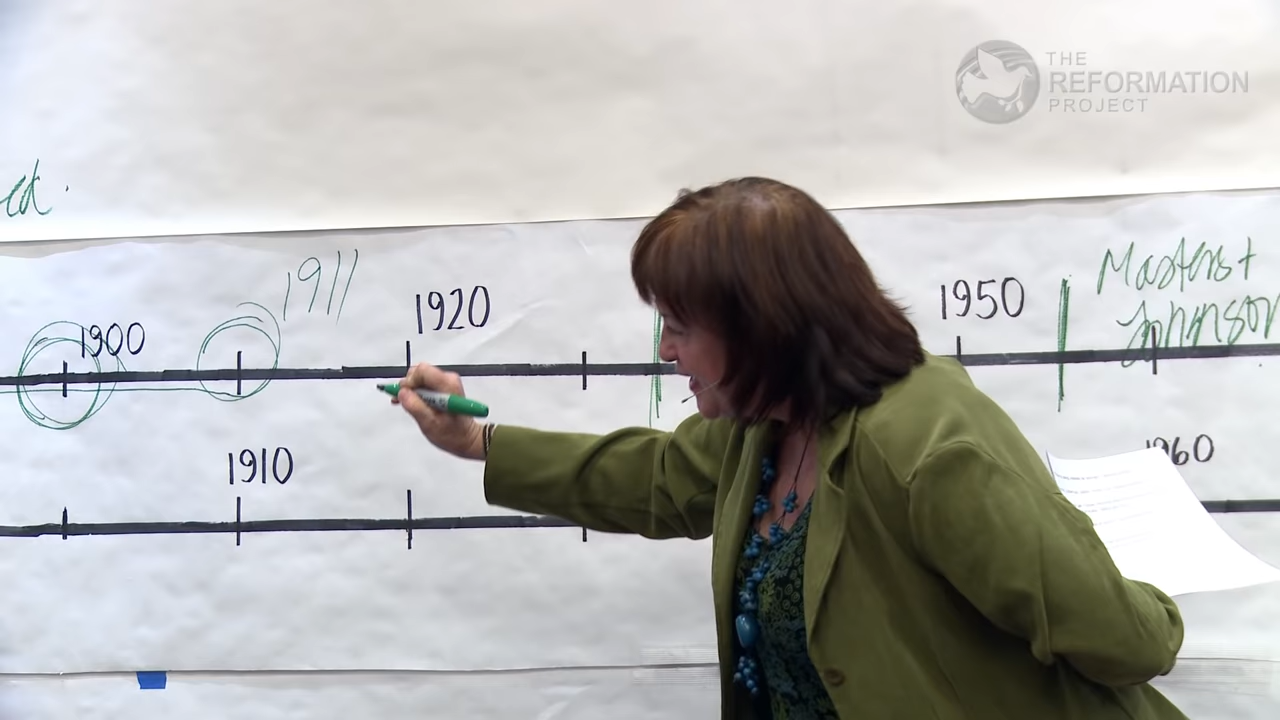 THE
REFORMATION
PROJECT
1911
1900
1920
1950
Masters +
Johnson
1910
1960